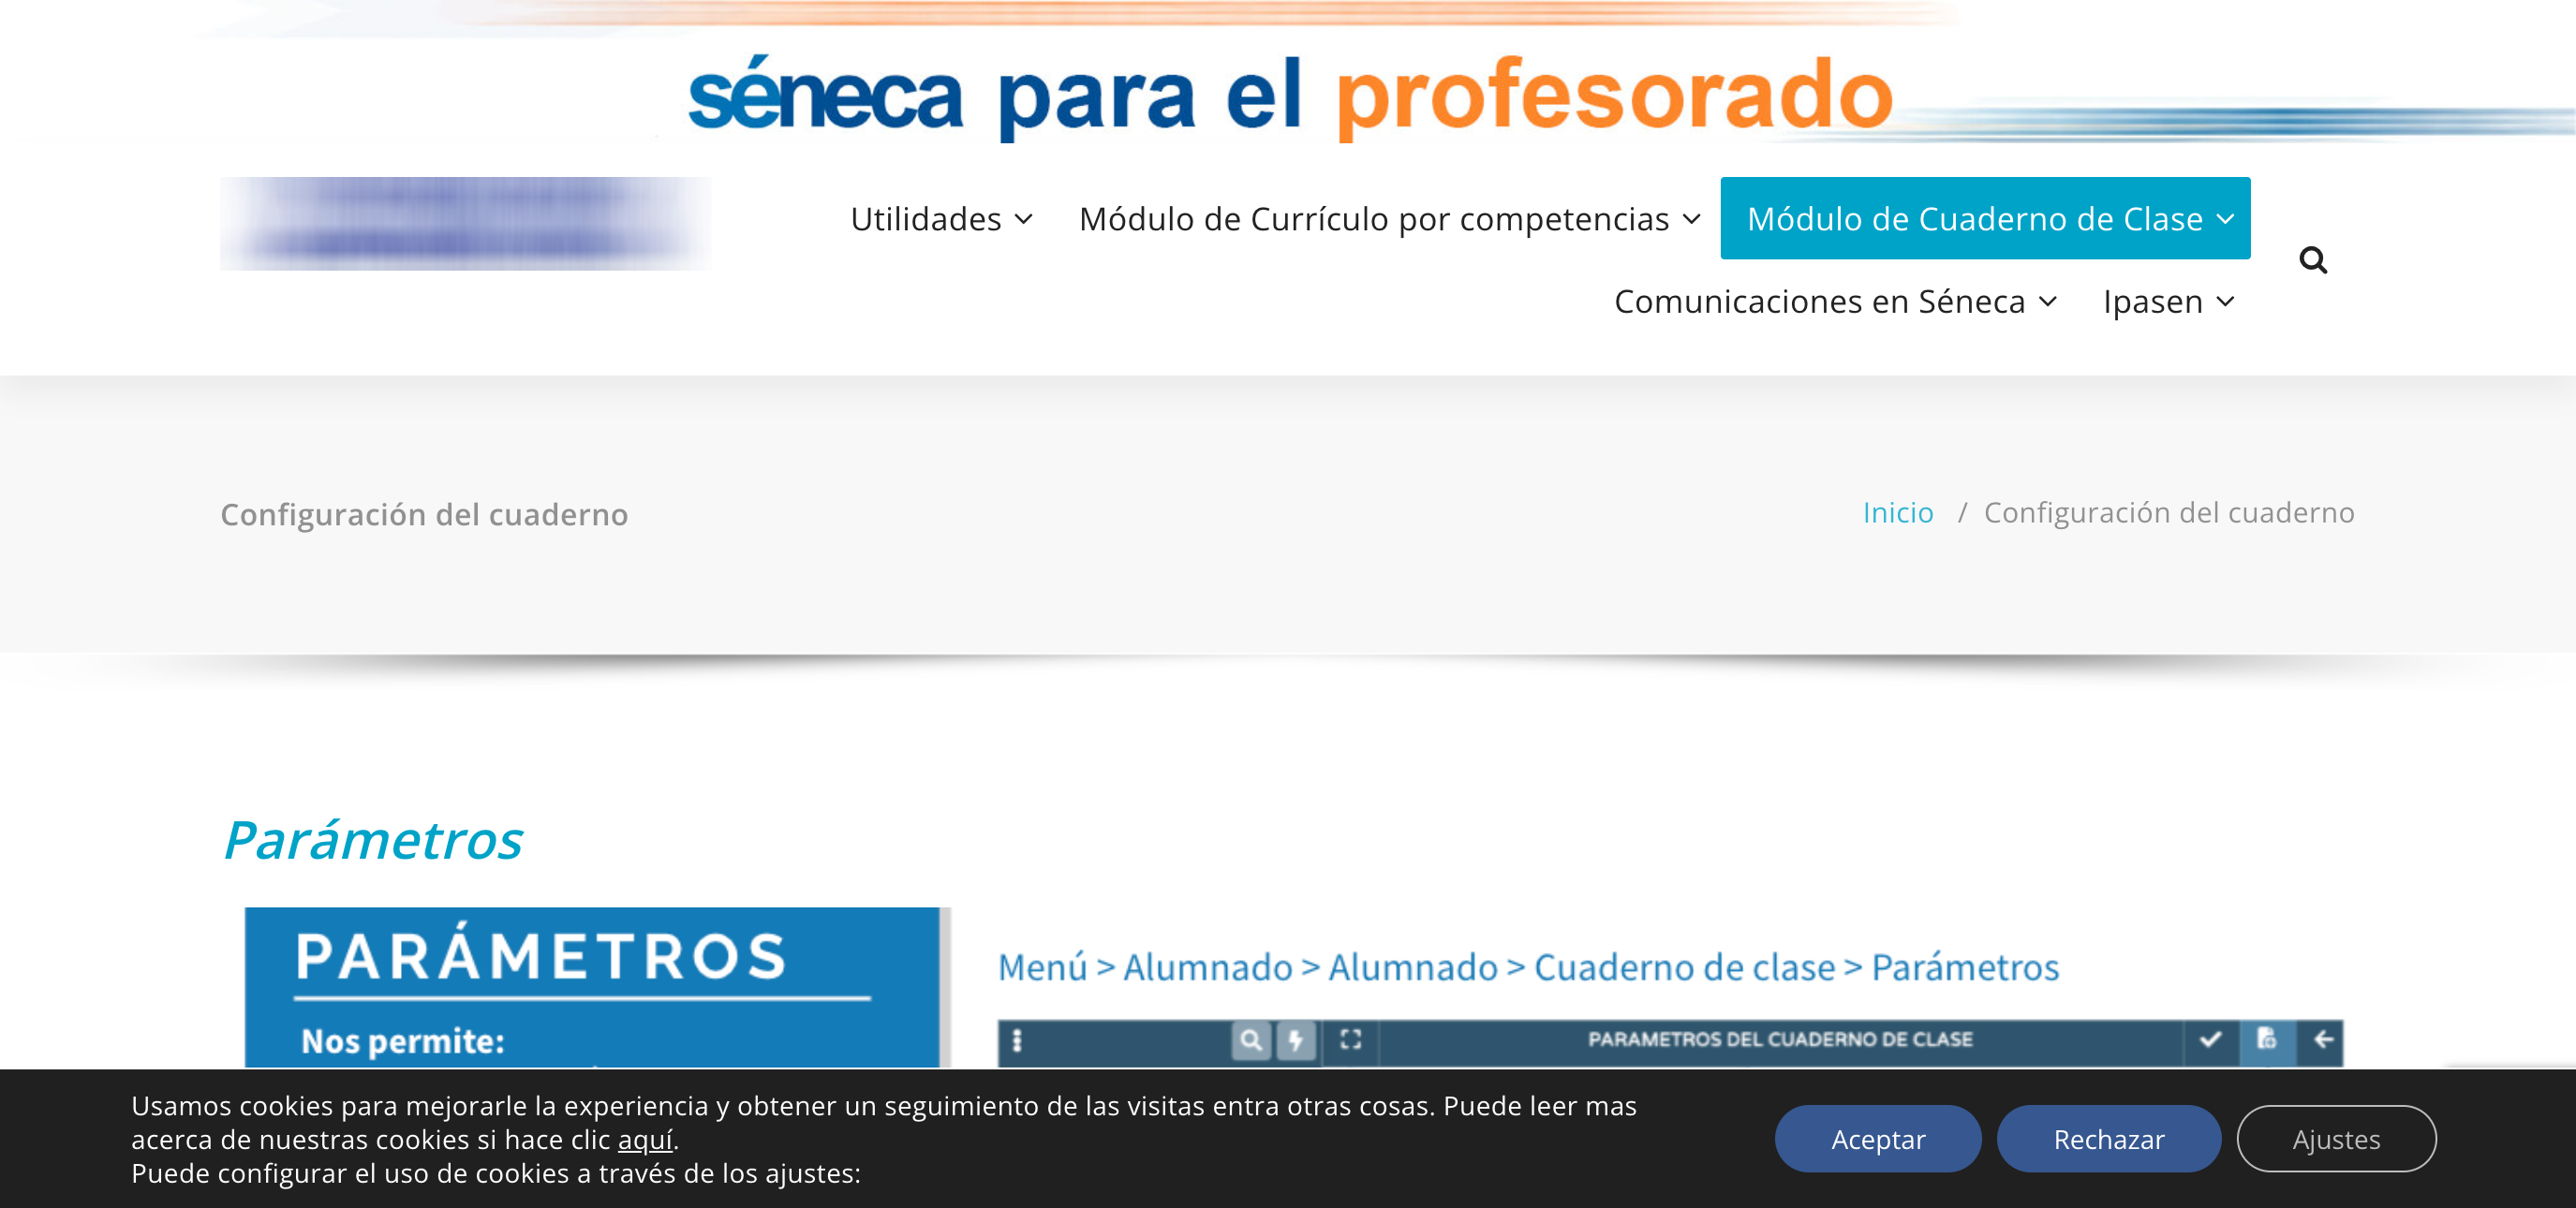 séneca para el profesorado
Utilidades
Módulo de Currículo por competencias
Módulo de Cuaderno de Clase
Comunicaciones en Séneca
Ipasen
Configuración del cuaderno
Inicio / Configuración del cuaderno
Parámetros
PARÁMETROS
Nos permite:
Menú > Alumnado > Alumnado > Cuaderno de clase > Parámetros
PARAMETROS DEL CUADERNO DE CLASE
Usamos cookies para mejorarle la experiencia y obtener un seguimiento de las visitas entra otras cosas. Puede leer mas
acerca de nuestras cookies si hace clic aquí.
Puede configurar el uso de cookies a través de los ajustes:
Aceptar
Rechazar
Ajustes